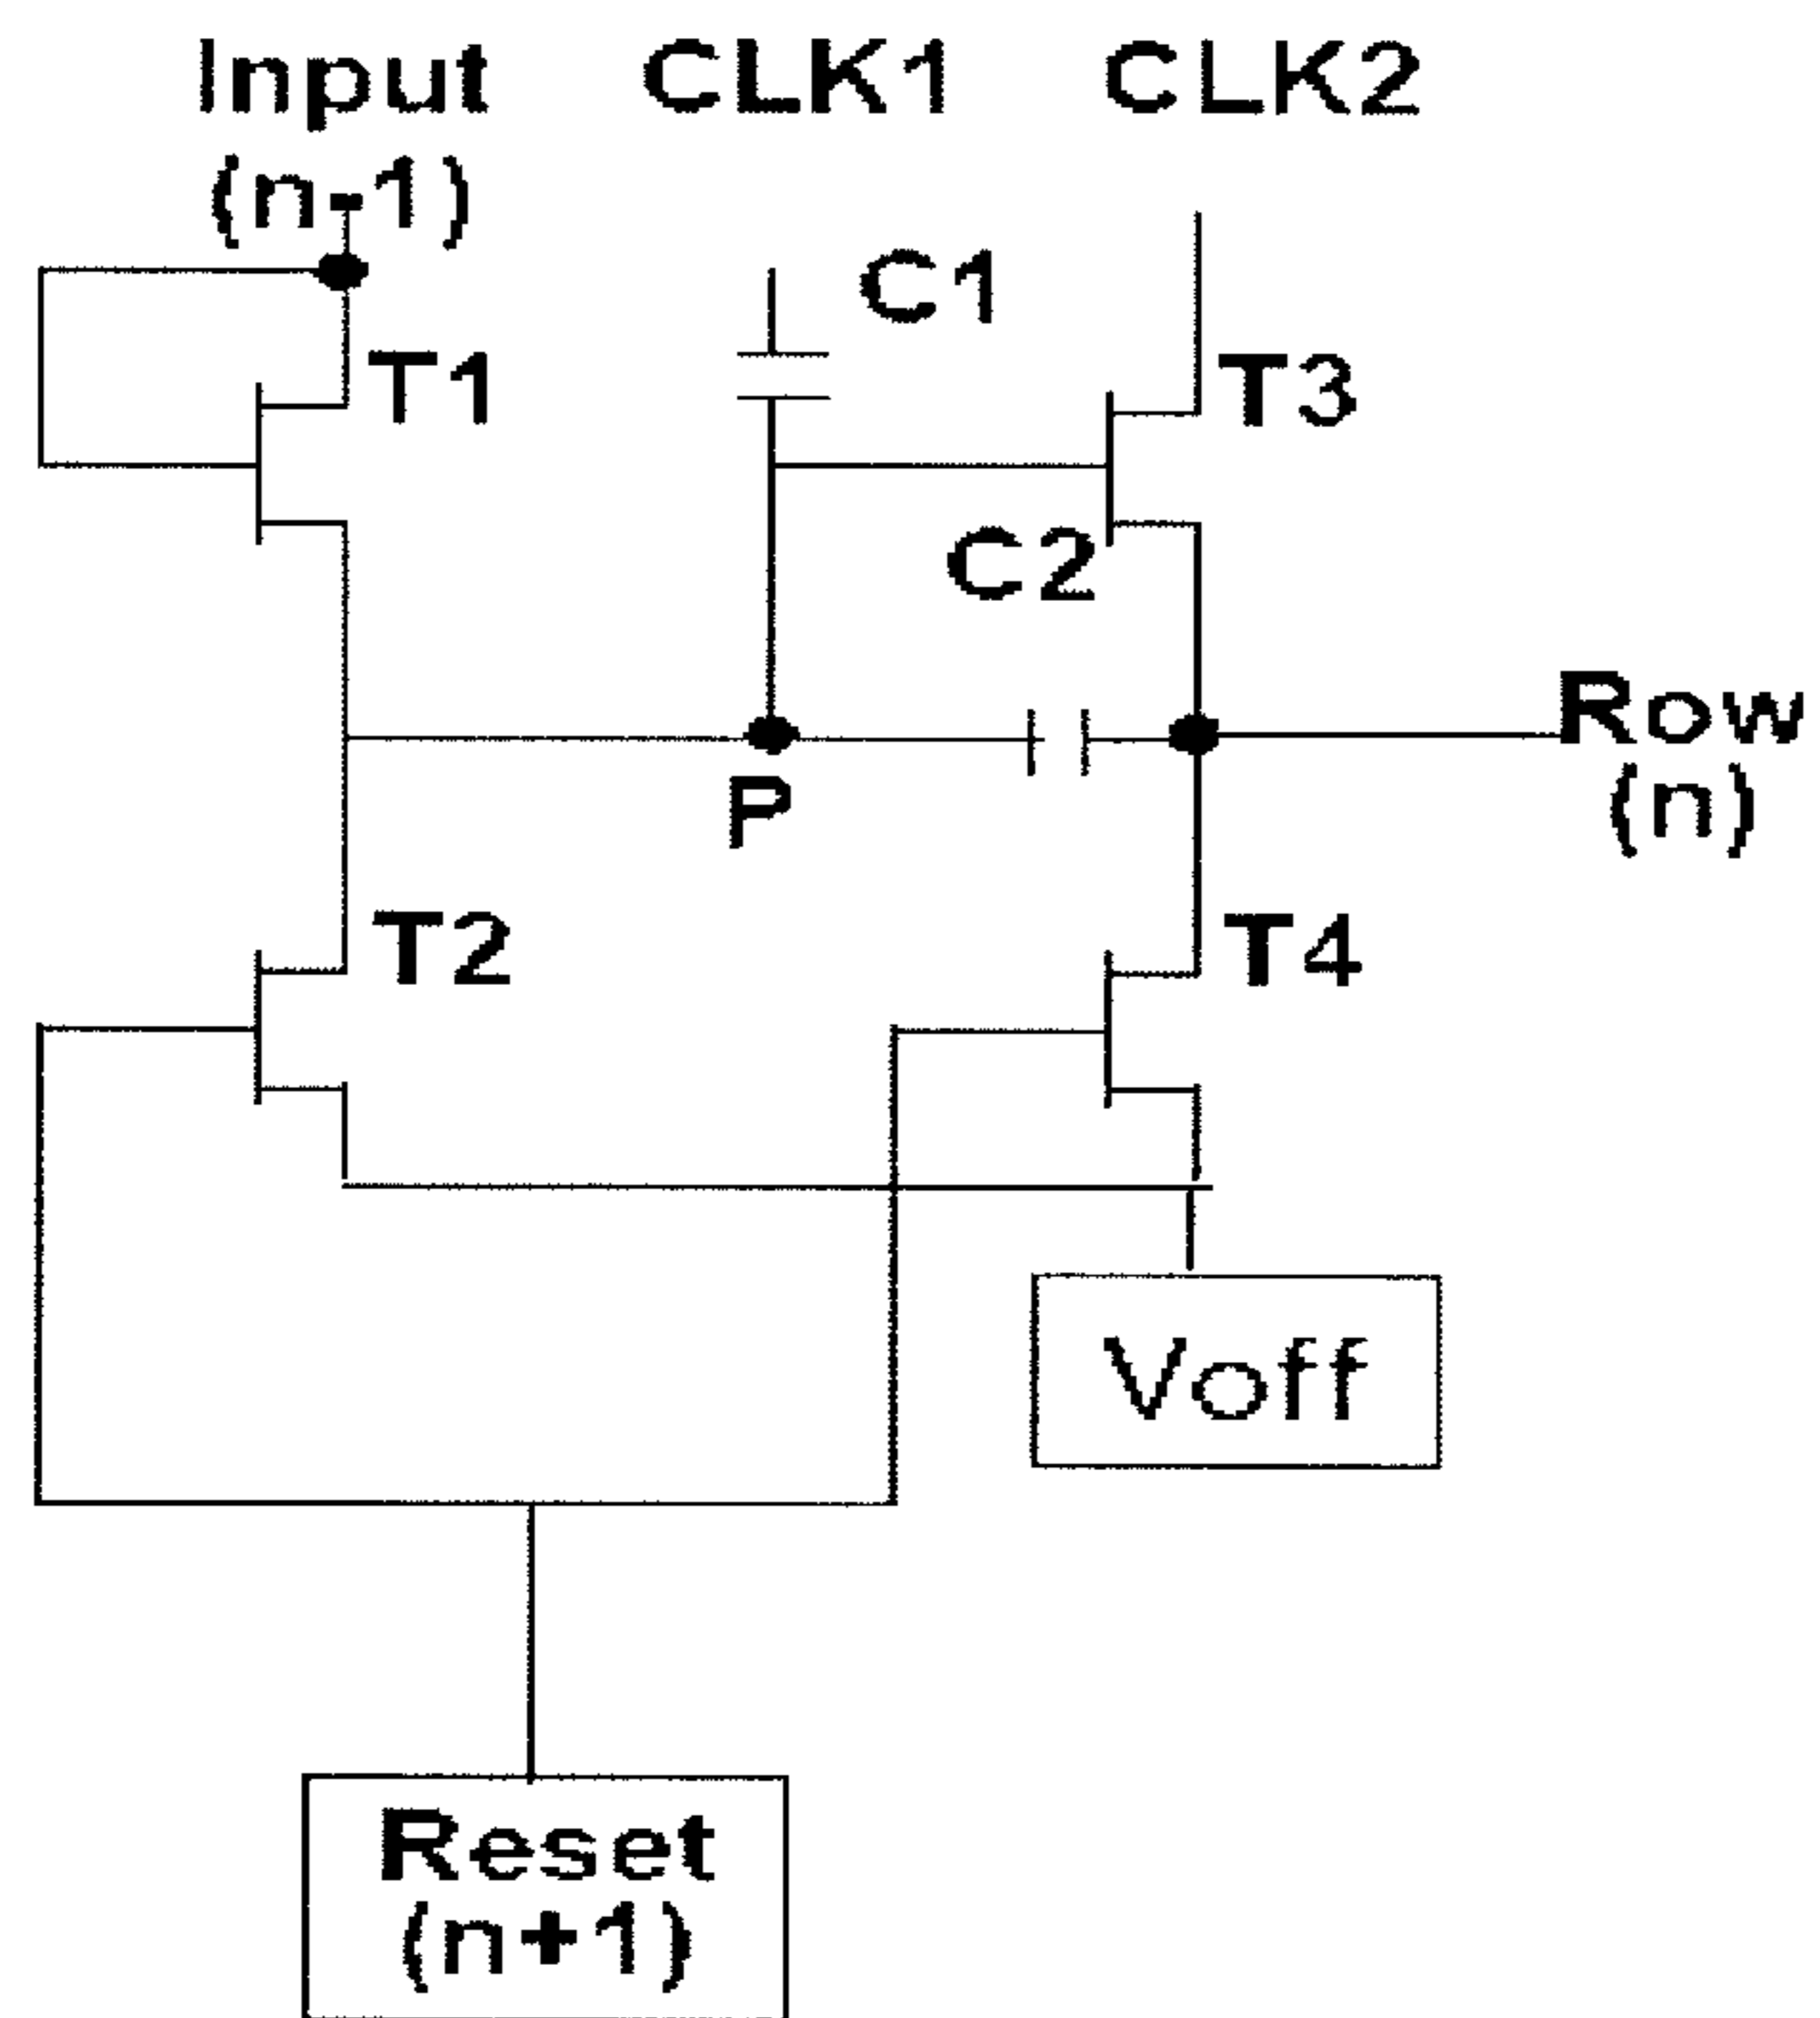 Input CLK1 CLK2
(n-1)
C1
T1
T3
C2
Row
(n)
P
T2
T4
Voff
Reset
(n+1)